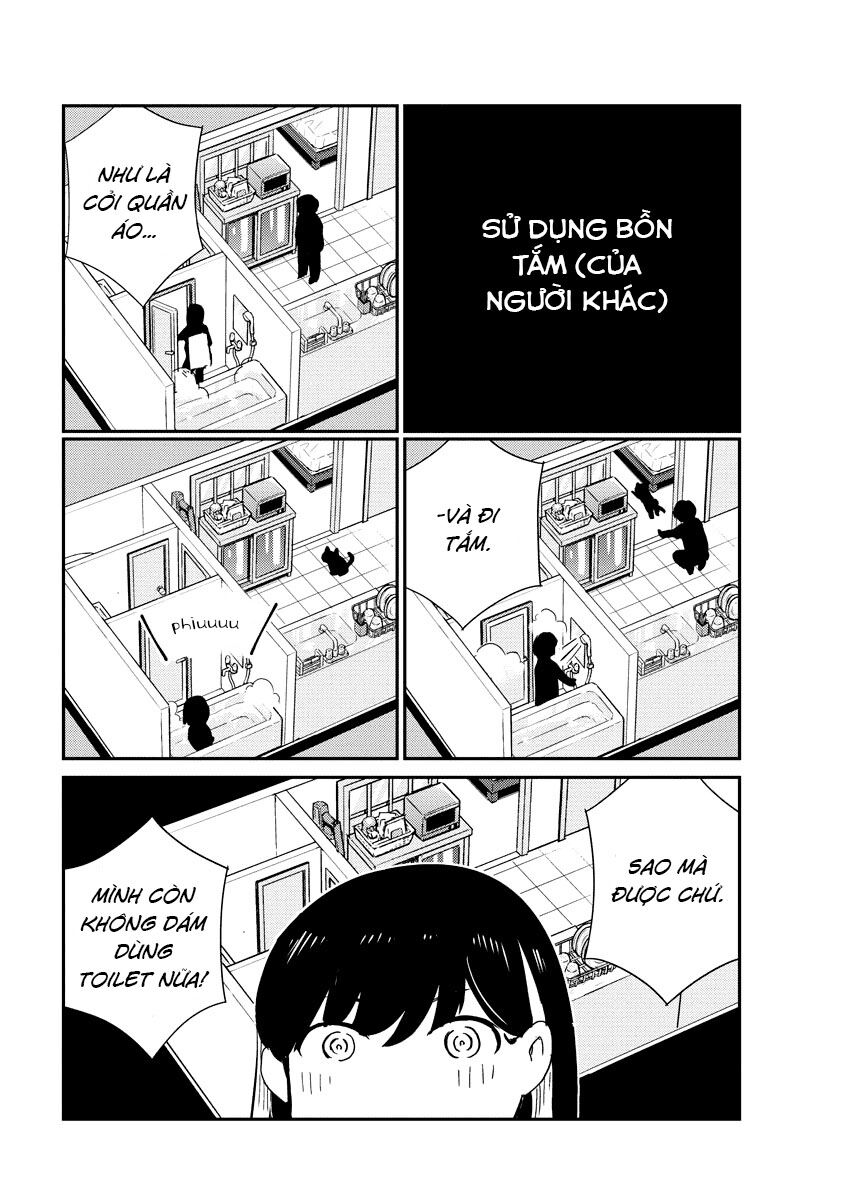 SỬ DỤNG BỒN
TẮM (CỦA
NGƯỜI KHÁC)
NHƯ LÀ
CỞI QUẦN
ÁO...
-VÀ ĐI
TẮM.
phiuuuu
SAO MÀ
ĐƯỢC CHỨ.
MÌNH CÒN
KHÔNG DÁM
DÙNG
TOILET NỮA!